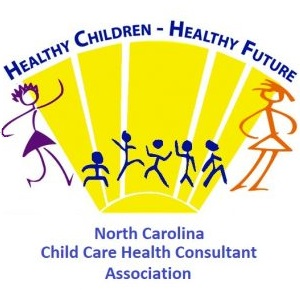 HEALTHY CHILDREN - HEALTHY FUTURE
North Carolina
Child Care Health Consultant
Association